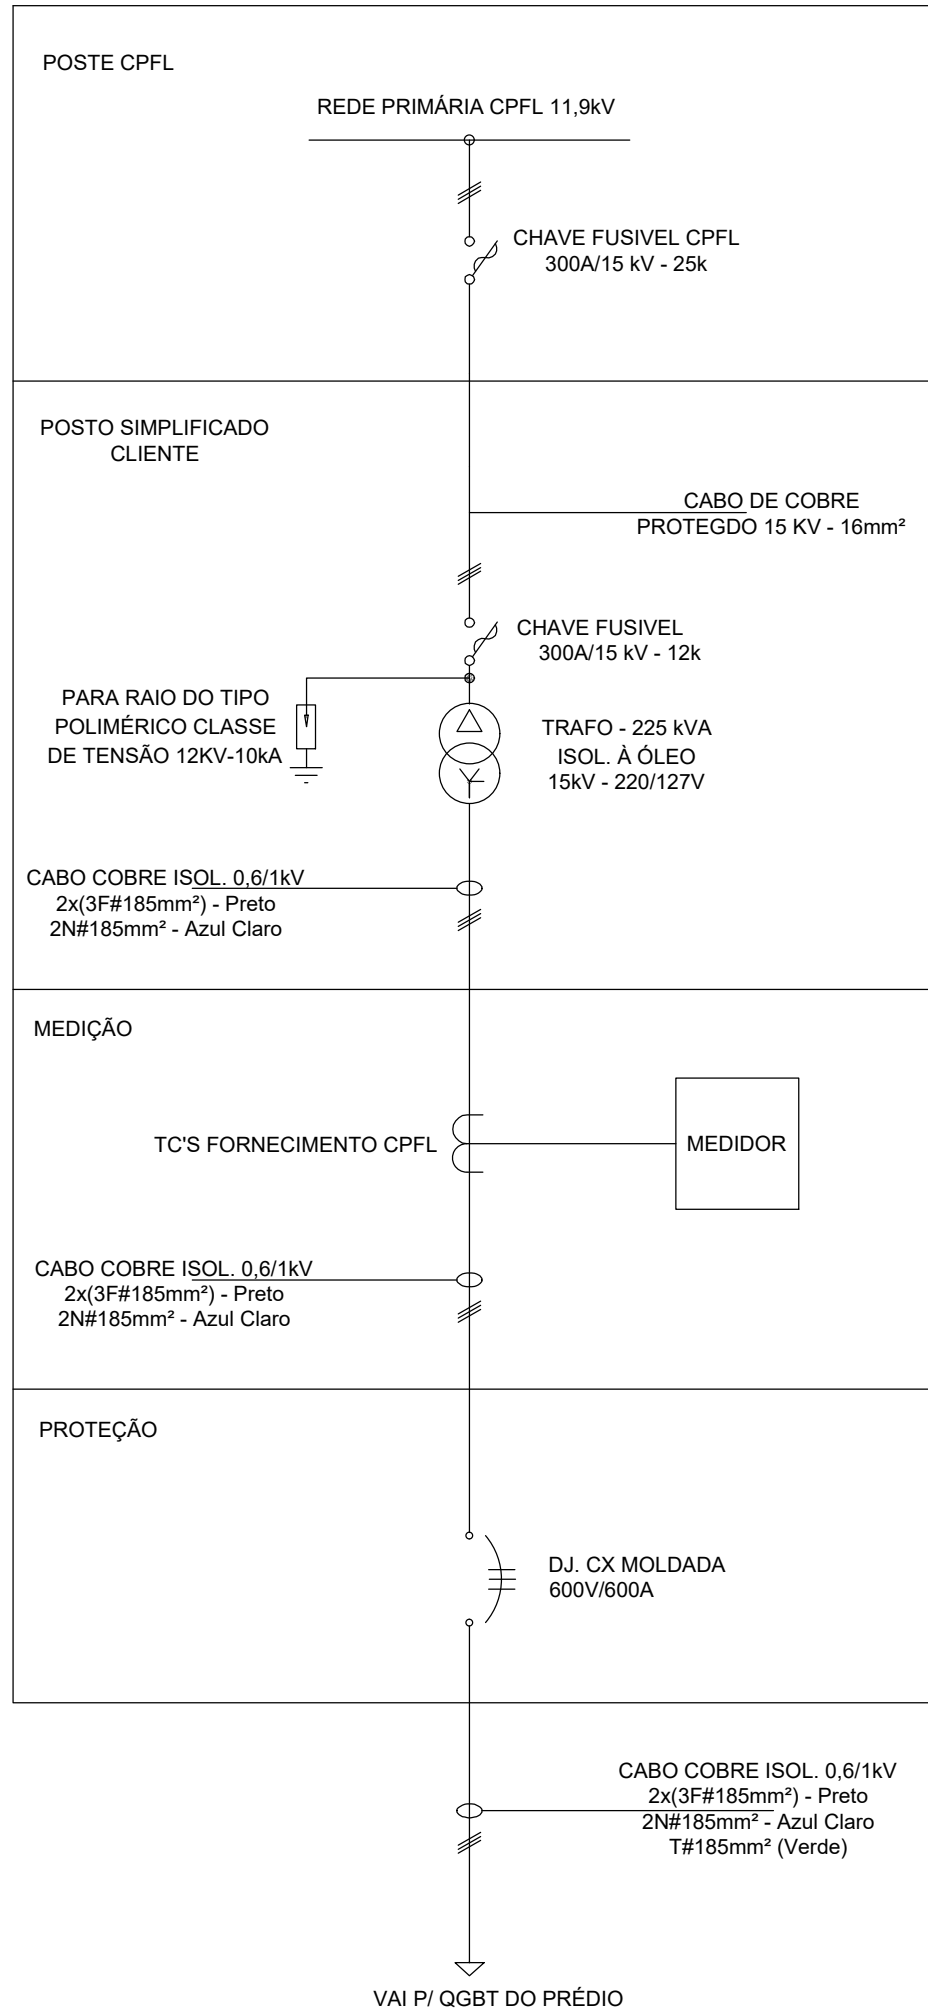 POSTE CPFL
REDE PRIMÁRIA CPFL 11,9kV
CHAVE FUSIVEL CPFL
300A/15 kV - 25k
POSTO SIMPLIFICADO
CLIENTE
CABO DE COBRE
PROTEGDO 15 KV - 16mm²
CHAVE FUSIVEL
300A/15 kV - 12k
PARA RAIO DO TIPO
POLIMÉRICO CLASSE
DE TENSÃO 12KV-10kA
TRAFO - 225 kVA
ISOL. À ÓLEO
15kV - 220/127V
CABO COBRE ISOL. 0,6/1kV
2x(3F#185mm²) - Preto
2N#185mm² - Azul Claro
MEDIÇÃO
TC'S FORNECIMENTO CPFL
MEDIDOR
CABO COBRE ISOL. 0,6/1kV
2x(3F#185mm²) - Preto
2N#185mm² - Azul Claro
PROTEÇÃO
DJ. CX MOLDADA
600V/600A
CABO COBRE ISOL. 0,6/1kV
2x(3F#185mm²) - Preto
2N#185mm² - Azul Claro
T#185mm² (Verde)
VAI P/ QGBT DO PRÉDIO